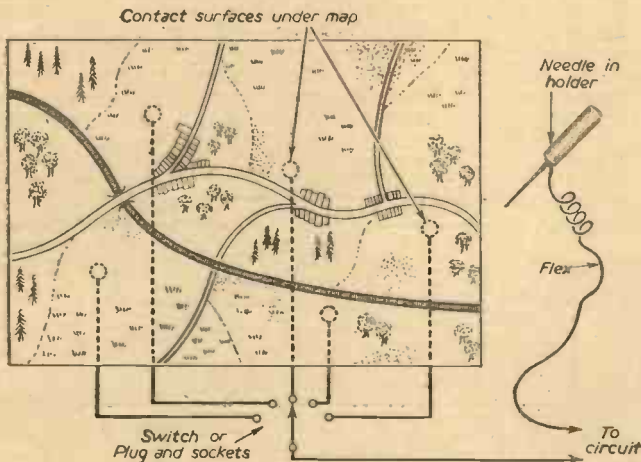 Contact surfaces under map
Needle in
holder
Flex
Switch or
Plug and sockets
To
circuit